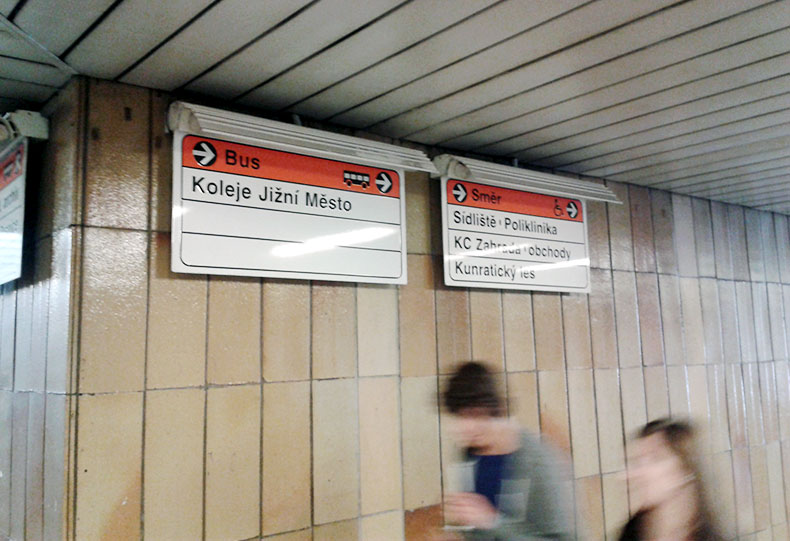 Bus
Koleje Jižní Město
Směr
Sídliště · Poliklinika
KC Zahrada · obchody
Kunratický les